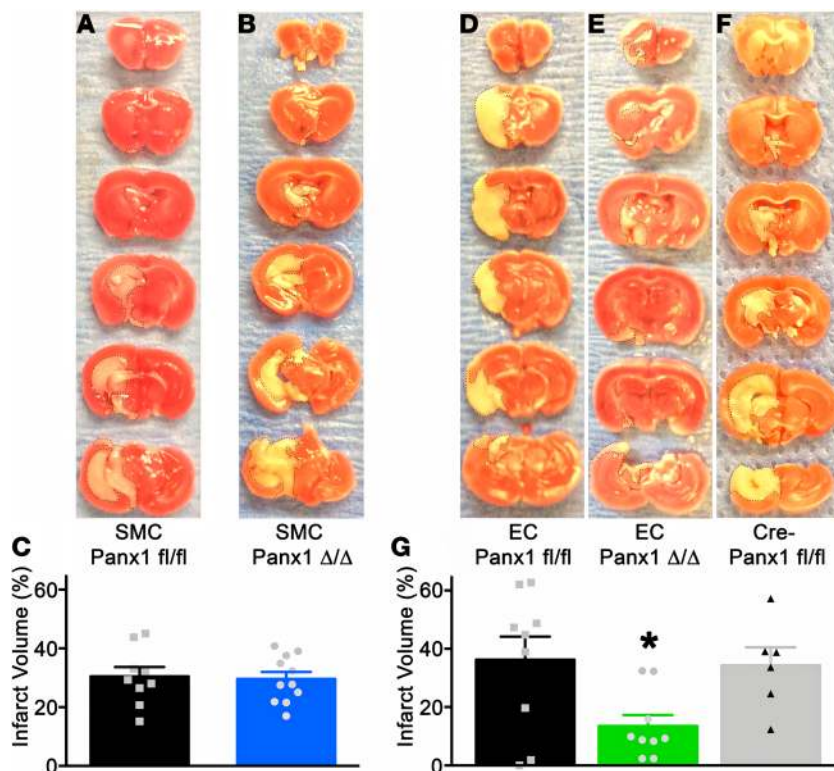 A
B
D
E
F
SMC
Panx1 fl/fl
SMC
Panx1 Δ/Δ
EC
Panx1 fl/fl
EC
Panx1 Δ/Δ
Cre-
Panx1 fl/fl
C
Infarct Volume (%)
60
40
20
0
G
Infarct Volume (%)
60
40
20
0
*